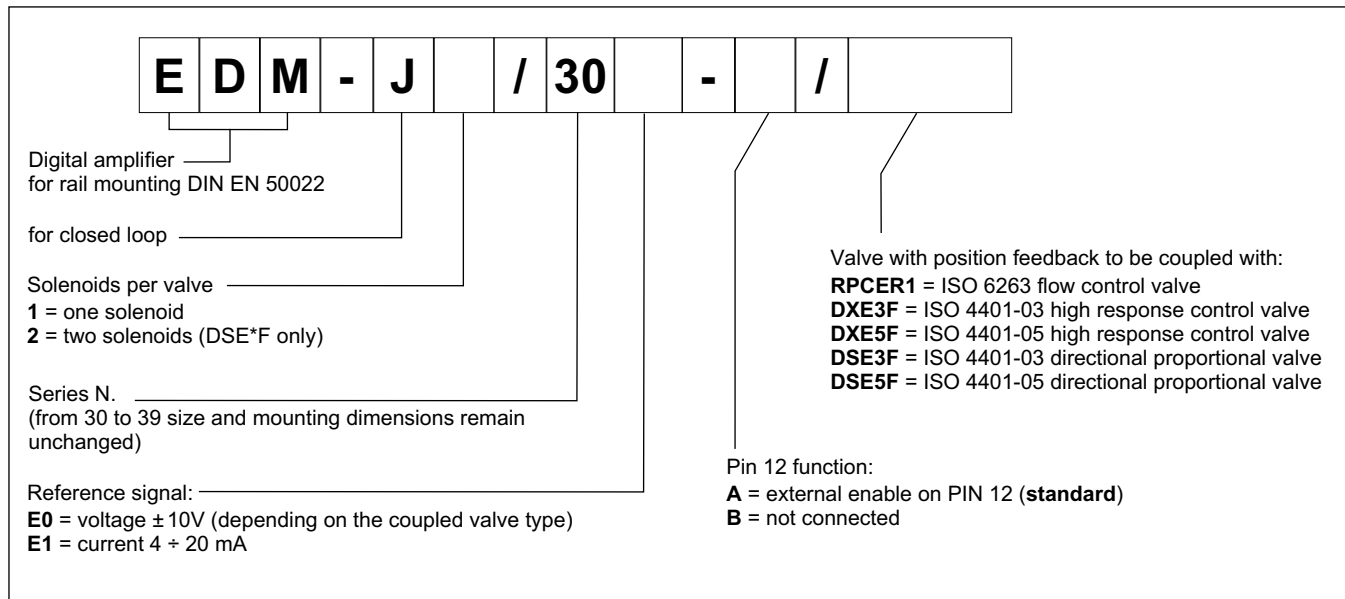 E D M - J / 30 - /
Digital amplifier
for rail mounting DIN EN 50022
for closed loop
Solenoids per valve
1 = one solenoid
2 = two solenoids (DSE*F only)
Series N.
(from 30 to 39 size and mounting dimensions remain
unchanged)
Reference signal:
E0 = voltage ±10V (depending on the coupled valve type)
E1 = current 4 ÷ 20 mA
Valve with position feedback to be coupled with:
RPCER1 = ISO 6263 flow control valve
DXE3F = ISO 4401-03 high response control valve
DXE5F = ISO 4401-05 high response control valve
DSE3F = ISO 4401-03 directional proportional valve
DSE5F = ISO 4401-05 directional proportional valve
Pin 12 function:
A = external enable on PIN 12 (standard)
B = not connected